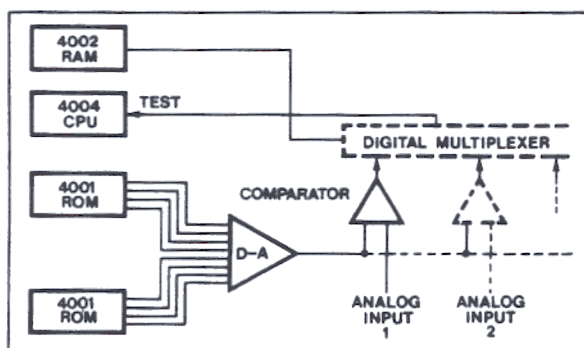 4002
RAM
4004
CPU
TEST
DIGITAL MULTIPLEXER
4001
ROM
COMPARATOR
D-A
4001
ROM
ANALOG
INPUT
1
ANALOG
INPUT
2